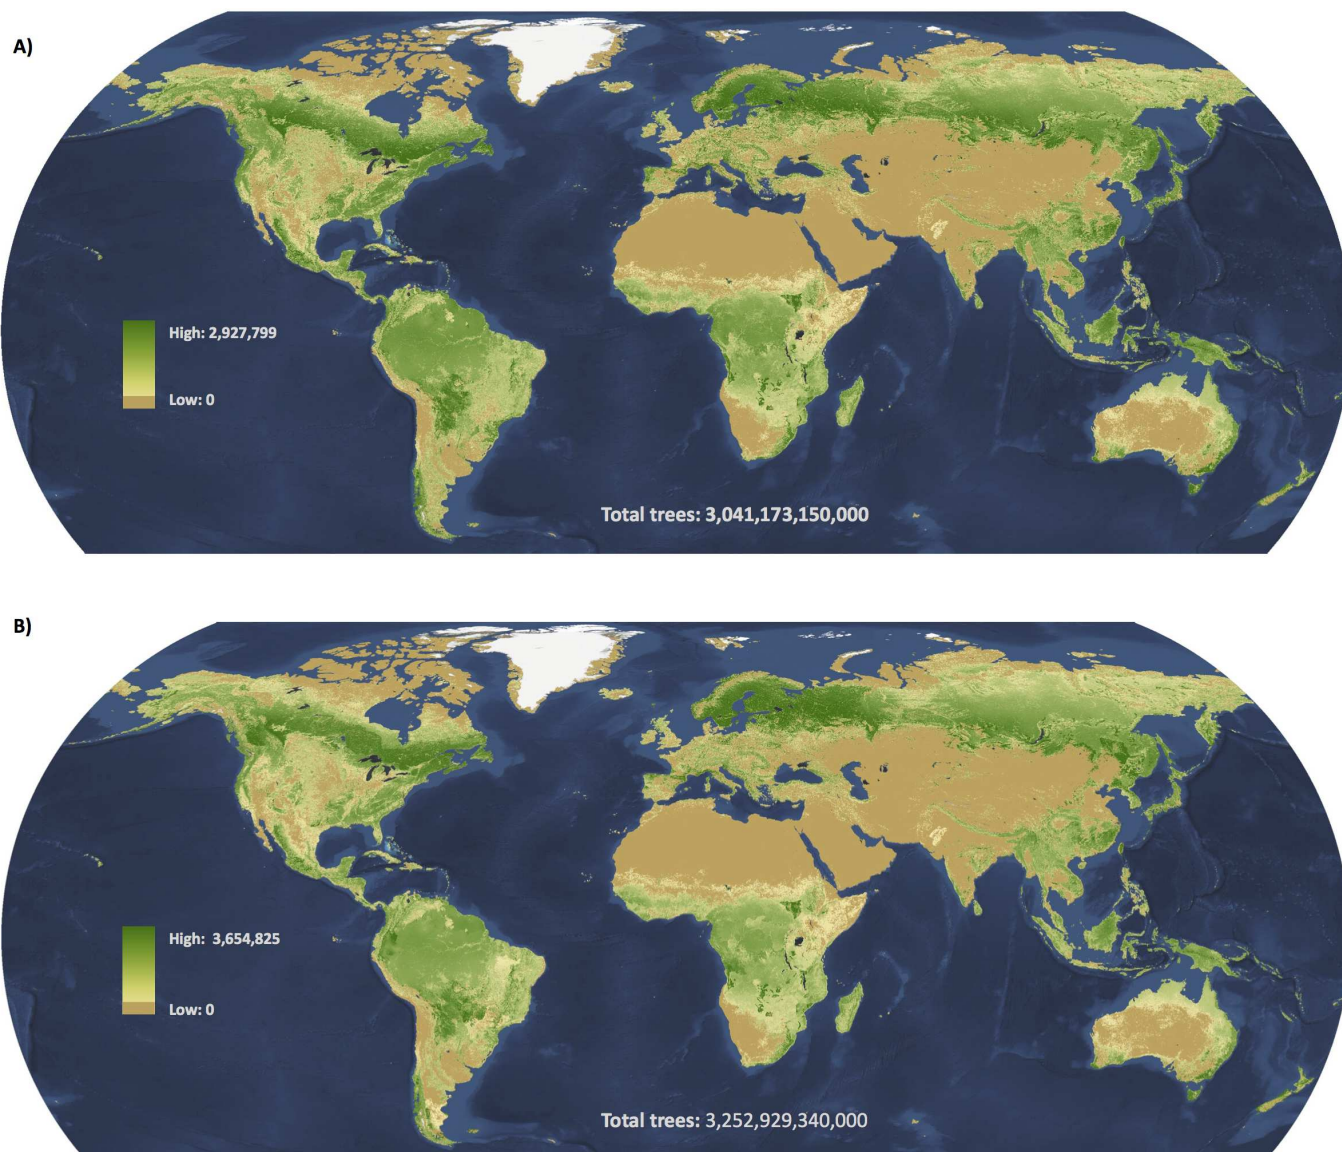 A)
High: 2,927,799
Low: 0
Total trees: 3,041,173,150,000
B)
High: 3,654,825
Low: 0
Total trees: 3,252,929,340,000